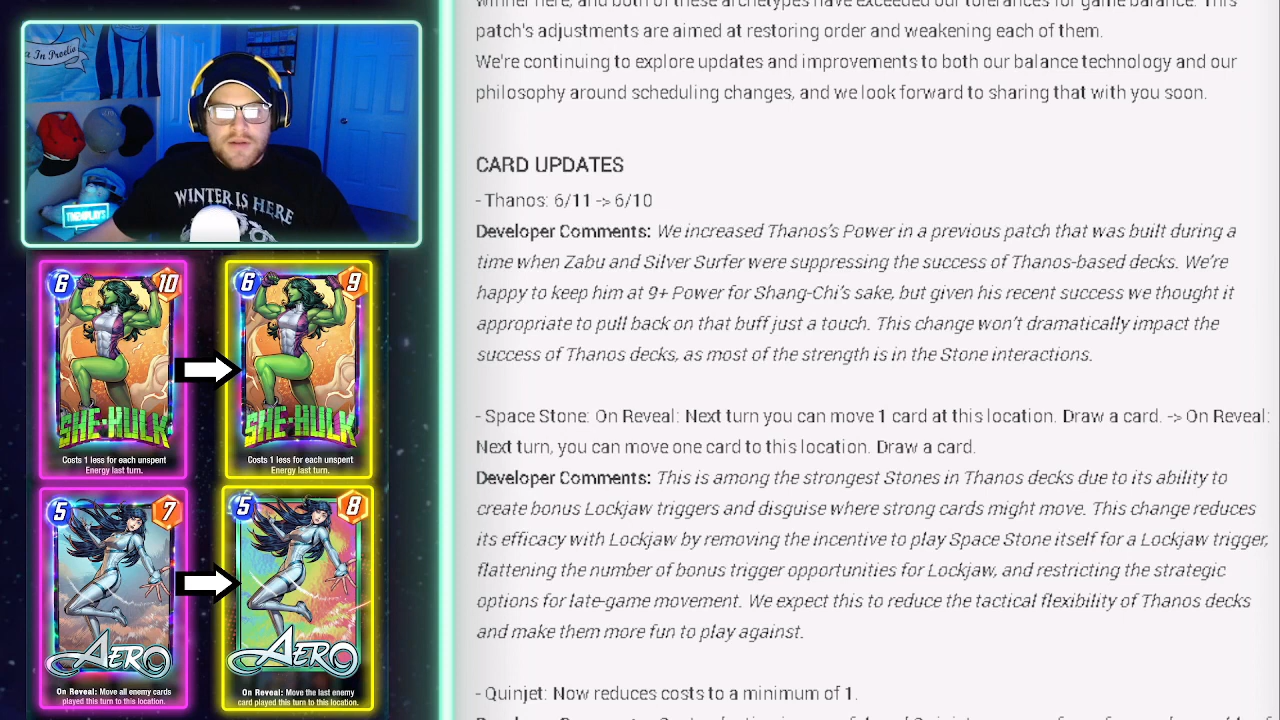 winner here, and both of these archetypes have exceeded our tolerances for game balance. This
patch's adjustments are aimed at restoring order and weakening each of them.
We're continuing to explore updates and improvements to both our balance technology and our
philosophy around scheduling changes, and we look forward to sharing that with you soon.
CARD UPDATES
- Thanos: 6/11 -> 6/10
Developer Comments: We increased Thanos's Power in a previous patch that was built during a
time when Zabu and Silver Surfer were suppressing the success of Thanos-based decks. We're
happy to keep him at 9+ Power for Shang-Chi's sake, but given his recent success we thought it
appropriate to pull back on that buff just a touch. This change won't dramatically impact the
success of Thanos decks, as most of the strength is in the Stone interactions.
- Space Stone: On Reveal: Next turn you can move 1 card at this location. Draw a card. -> On Reveal:
Next turn, you can move one card to this location. Draw a card.
Developer Comments: This is among the strongest Stones in Thanos decks due to its ability to
create bonus Lockjaw triggers and disguise where strong cards might move. This change reduces
its efficacy with Lockjaw by removing the incentive to play Space Stone itself for a Lockjaw trigger,
flattening the number of bonus trigger opportunities for Lockjaw, and restricting the strategic
options for late-game movement. We expect this to reduce the tactical flexibility of Thanos decks
and make them more fun to play against.
- Quinjet: Now reduces costs to a minimum of 1.
In Proelio
WINTER IS HERE
6 10
SHE-HULK
Costs 1 less for each unspent
Energy last turn.
6 9
SHE-HULK
Costs 1 less for each unspent
Energy last turn.
5 7
AERO
On Reveal: Move all enemy cards
played this turn to this location.
5 8
AERO
On Reveal: Move the last enemy
card played this turn to this location.